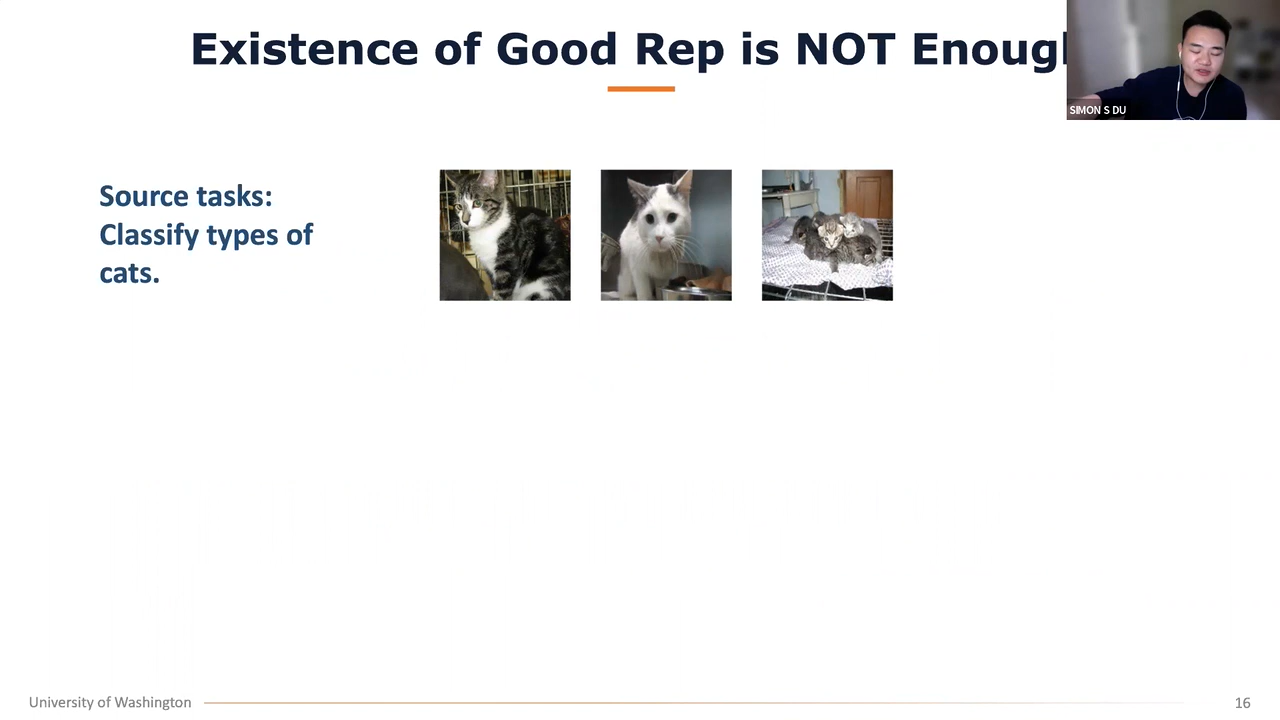 Existence of Good Rep is NOT Enough
SIMON S DU
Source tasks:
Classify types of
cats.
University of Washington
16